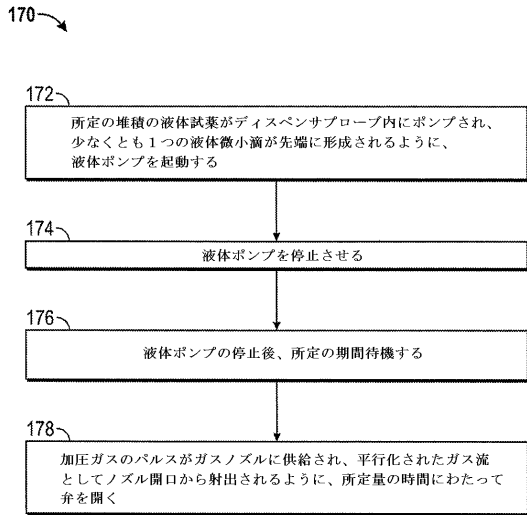 170
172
所定の堆積の液体試薬がディスペンサプローブ内にポンプされ、
少なくとも１つの液体微小滴が先端に形成されるように、
液体ポンプを起動する
174
液体ポンプを停止させる
176
液体ポンプの停止後、所定の期間待機する
178
加圧ガスのパルスがガスノズルに供給され、平行化されたガス流
としてノズル開口から射出されるように、所定量の時間にわたって
弁を開く